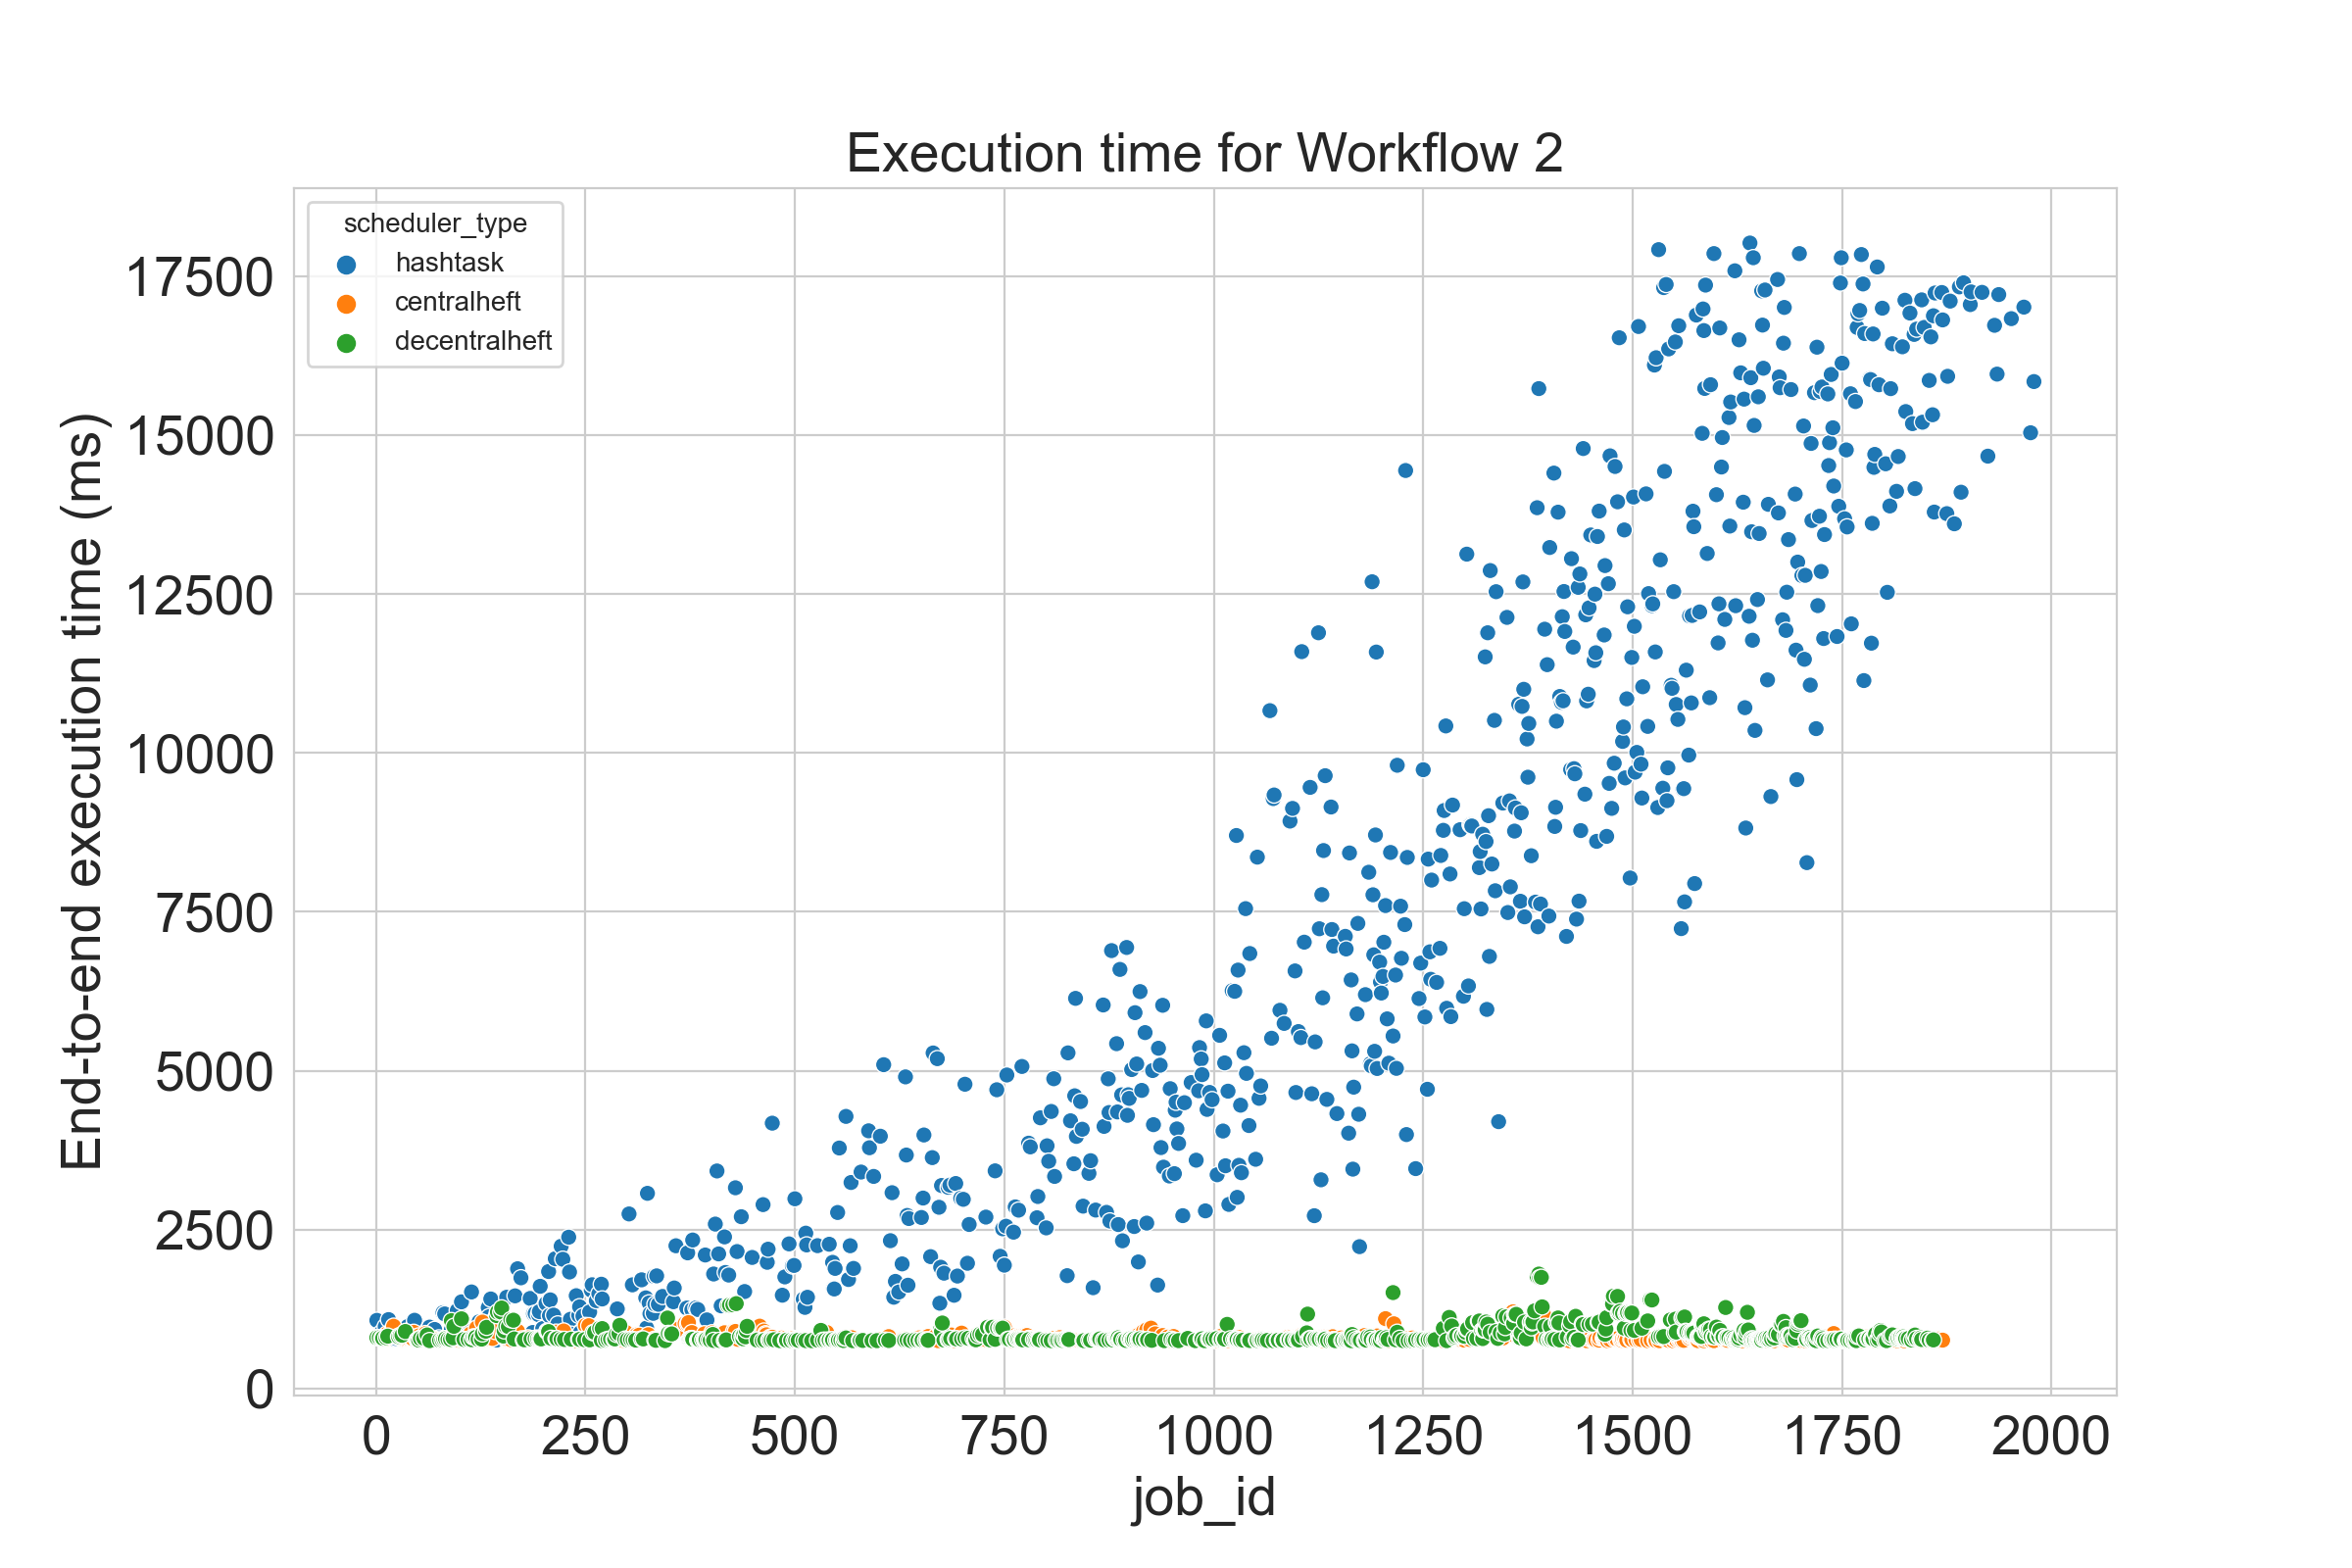 Execution time for Workflow 2
scheduler_type
hashtask
centralheft
decentralheft
End-to-end execution time (ms)
17500
15000
12500
10000
7500
5000
2500
0
0 250 500 750 1000 1250 1500 1750 2000
job_id